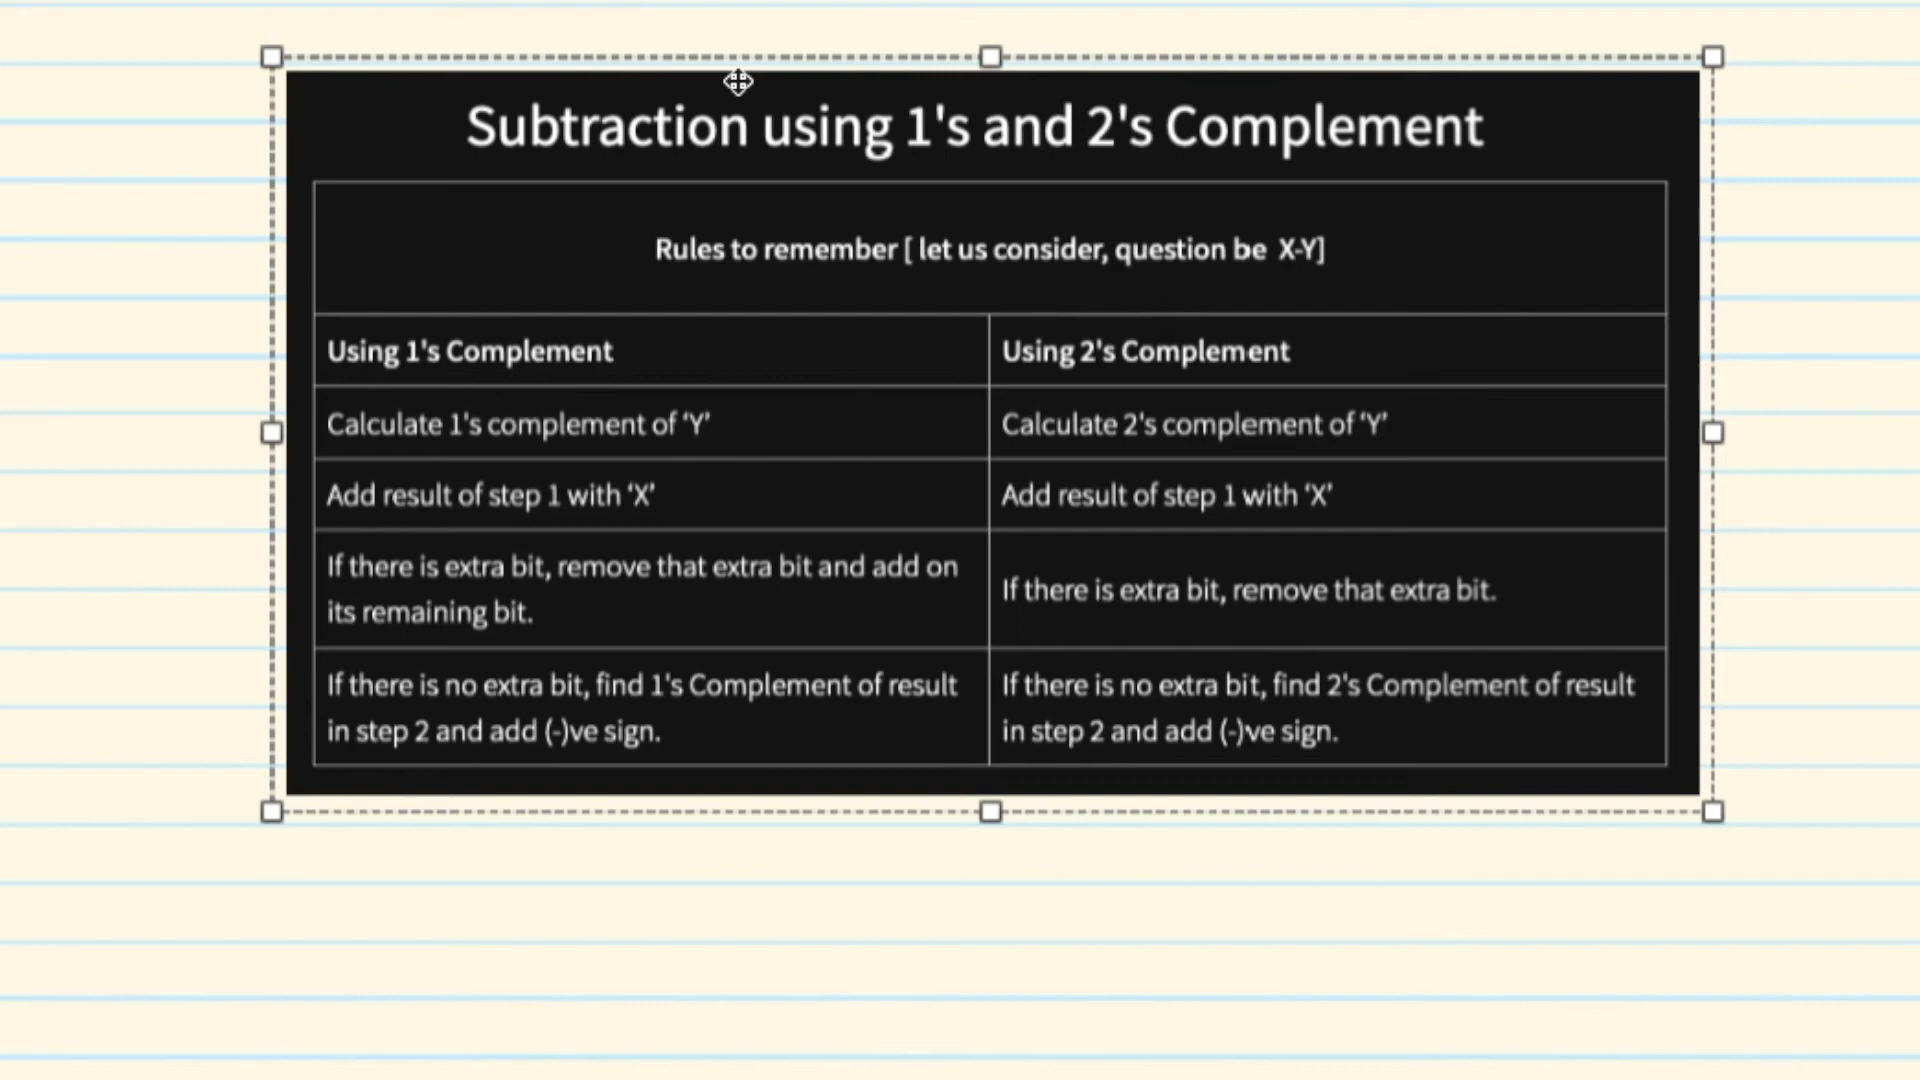 Subtraction using 1's and 2's Complement
Rules to remember [ let us consider, question be  X-Y]
Using 1's Complement
Using 2's Complement
Calculate 1's complement of ‘Y’
Calculate 2's complement of ‘Y’
Add result of step 1 with ‘X’
Add result of step 1 with ‘X’
If there is extra bit, remove that extra bit and add on
its remaining bit.
If there is extra bit, remove that extra bit.
If there is no extra bit, find 1's Complement of result
in step 2 and add (-)ve sign.
If there is no extra bit, find 2's Complement of result
in step 2 and add (-)ve sign.